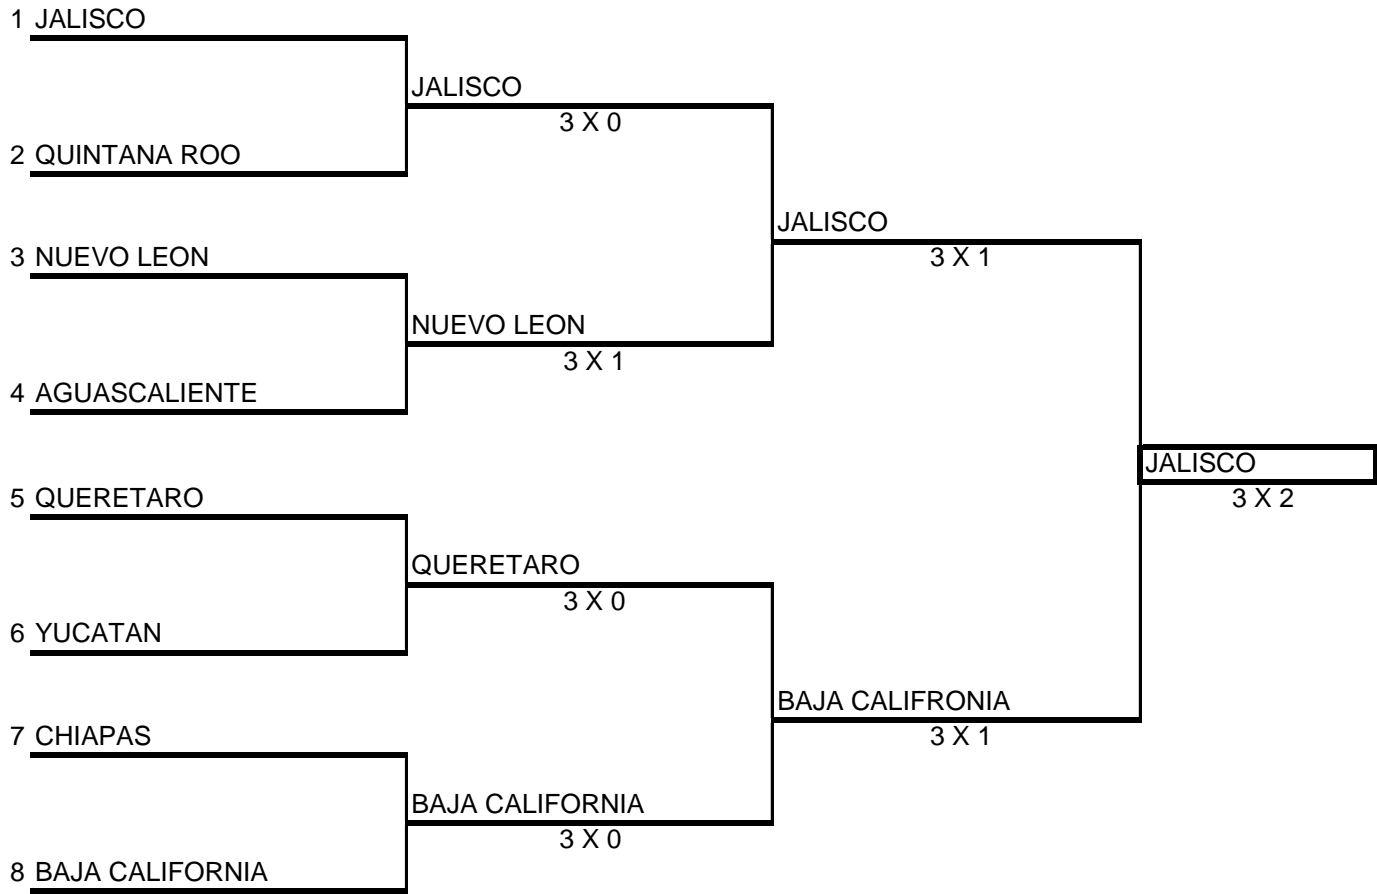 1 JALISCO
JALISCO
3 X 0
2 QUINTANA ROO
JALISCO
3 X 1
3 NUEVO LEON
NUEVO LEON
3 X 1
4 AGUASCALIENTE
JALISCO
3 X 2
5 QUERETARO
QUERETARO
3 X 0
6 YUCATAN
BAJA CALIFRONIA
3 X 1
7 CHIAPAS
BAJA CALIFORNIA
3 X 0
8 BAJA CALIFORNIA